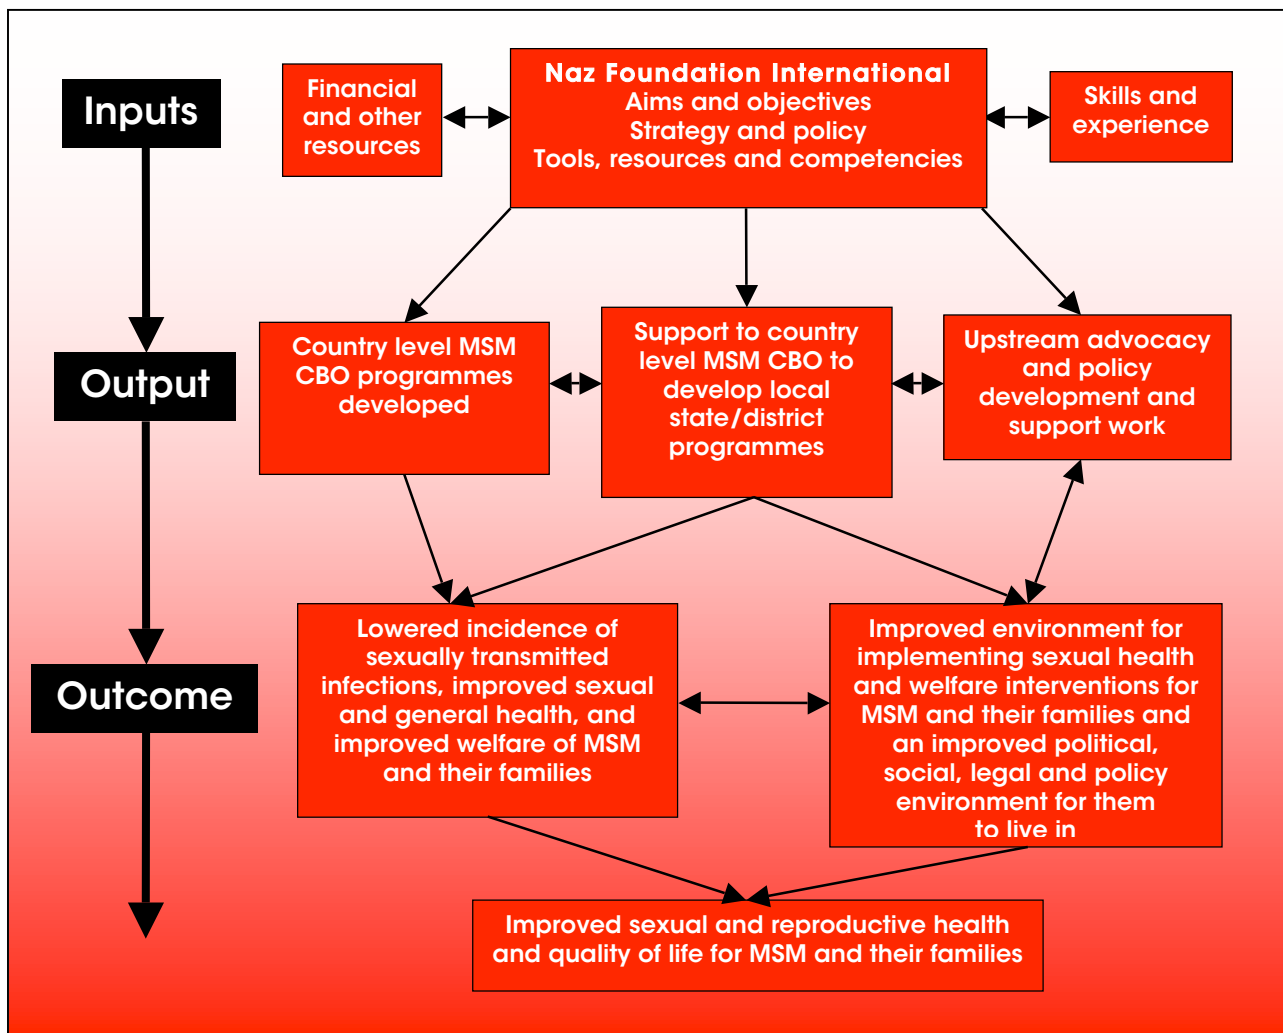 Inputs
Financial
and other
resources
Naz Foundation International
Aims and objectives
Strategy and policy
Tools, resources and competencies
Skills and
experience
Output
Country level MSM
CBO programmes
developed
Support to country
level MSM CBO to
develop local
state/district
programmes
Upstream advocacy
and policy
development and
support work
Outcome
Lowered incidence of
sexually transmitted
infections, improved sexual
and general health, and
improved welfare of MSM
and their families
Improved environment for
implementing sexual health
and welfare interventions for
MSM and their families and
an improved political,
social, legal and policy
environment for them
to live in
Improved sexual and reproductive health
and quality of life for MSM and their families